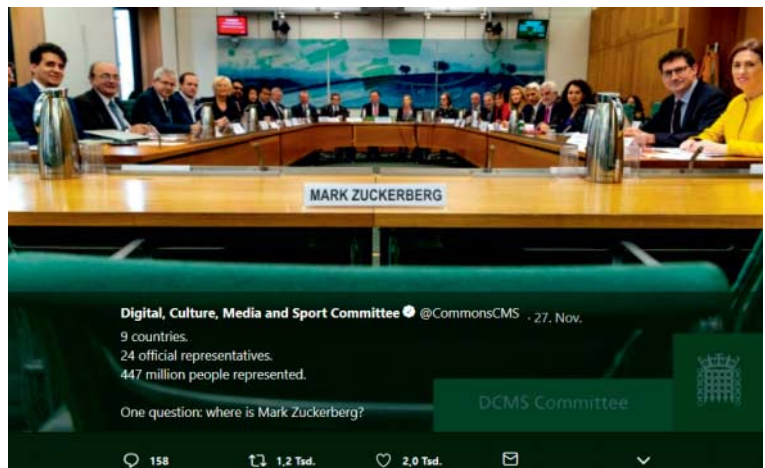 MARK ZUCKERBERG
Digital, Culture, Media and Sport Committee @CommonsCMS · 27. Nov.
9 countries.
24 official representatives.
447 million people represented.
One question: where is Mark Zuckerberg?
DCMS Committee
158 1,2 Tsd. 2,0 Tsd.